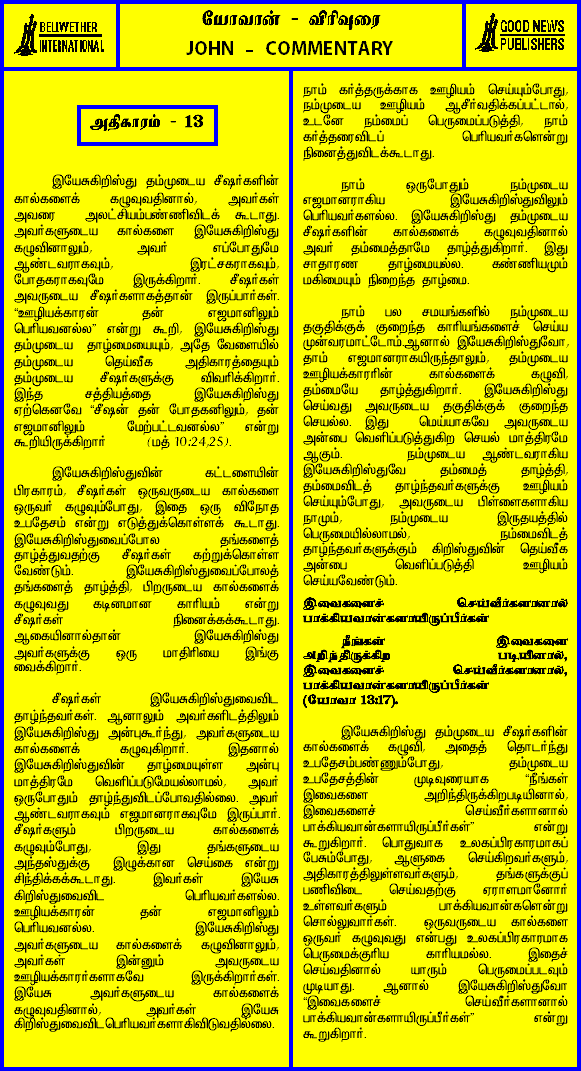 BELLWETHER
INTERNATIONAL
யோவான் - விரிவுரை
JOHN - COMMENTARY
GOOD NEWS
PUBLISHERS
அதிகாரம் - 13
இயேசுகிறிஸ்து தம்முடைய சீஷர்களின்
கால்களைக் கழுவுவதினால், அவர்கள்
அவரை அலட்சியம்பண்ணிவிடக் கூடாது.
அவர்களுடைய கால்களை இயேசுகிறிஸ்து
கழுவினாலும், அவர் எப்போதுமே
ஆண்டவராகவும், இரட்சகராகவும்,
போதகராகவுமே இருக்கிறார். சீஷர்கள்
அவருடைய சீஷர்களாகத்தான் இருப்பார்கள்.
“ஊழியக்காரன் தன் எஜமானிலும்
பெரியவனல்ல” என்று கூறி, இயேசுகிறிஸ்து
தம்முடைய தாழ்மையையும், அதே வேளையில்
தம்முடைய தெய்வீக அதிகாரத்தையும்
தம்முடைய சீஷர்களுக்கு விவரிக்கிறார்.
இந்த சத்தியத்தை இயேசுகிறிஸ்து
ஏற்கெனவே “சீஷன் தன் போதகனிலும், தன்
எஜமானிலும் மேற்பட்டவனல்ல” என்று
கூறியிருக்கிறார் (மத் 10:24,25).
இயேசுகிறிஸ்துவின் கட்டளையின்
பிரகாரம், சீஷர்கள் ஒருவருடைய கால்களை
ஒருவர் கழுவும்போது, இதை ஒரு விநோத
உபதேசம் என்று எடுத்துக்கொள்ளக் கூடாது.
இயேசுகிறிஸ்துவைப்போல தங்களைத்
தாழ்த்துவதற்கு சீஷர்கள் கற்றுக்கொள்ள
வேண்டும். இயேசுகிறிஸ்துவைப்போலத்
தங்களைத் தாழ்த்தி, பிறருடைய கால்களைக்
கழுவுவது கடினமான காரியம் என்று
சீஷர்கள் நினைக்கக்கூடாது.
ஆகையினால்தான் இயேசுகிறிஸ்து
அவர்களுக்கு ஒரு மாதிரியை இங்கு
வைக்கிறார்.
சீஷர்கள் இயேசுகிறிஸ்துவைவிட
தாழ்ந்தவர்கள். ஆனாலும் அவர்களிடத்திலும்
இயேசுகிறிஸ்து அன்புகூர்ந்து, அவர்களுடைய
கால்களைக் கழுவுகிறார். இதனால்
இயேசுகிறிஸ்துவின் தாழ்மையுள்ள அன்பு
மாத்திரமே வெளிப்படுமேயல்லாமல், அவர்
ஒருபோதும் தாழ்ந்துவிடப்போவதில்லை. அவர்
ஆண்டவராகவும் எஜமானராகவுமே இருப்பார்.
சீஷர்களும் பிறருடைய கால்களைக்
கழுவும்போது, இது தங்களுடைய
அந்தஸ்துக்கு இழுக்கான செய்கை என்று
சிந்திக்கக்கூடாது. இவர்கள் இயேசு
கிறிஸ்துவைவிட பெரியவர்களல்ல.
ஊழியக்காரன் தன் எஜமானிலும்
பெரியவனல்ல. இயேசுகிறிஸ்து
அவர்களுடைய கால்களைக் கழுவினாலும்,
அவர்கள் இன்னும் அவருடைய
ஊழியக்காரர்களாகவே இருக்கிறார்கள்.
இயேசு அவர்களுடைய கால்களைக்
கழுவுவதினால், அவர்கள் இயேசு
கிறிஸ்துவைவிடபெரியவர்களாகிவிடுவதில்லை.
நாம் கர்த்தருக்காக ஊழியம் செய்யும்போது,
நம்முடைய ஊழியம் ஆசீர்வதிக்கப்பட்டால்,
உடனே நம்மைப் பெருமைப்படுத்தி, நாம்
கர்த்தரைவிடப் பெரியவர்களென்று
நினைத்துவிடக்கூடாது.
நாம் ஒருபோதும் நம்முடைய
எஜமானராகிய இயேசுகிறிஸ்துவிலும்
பெரியவர்களல்ல. இயேசுகிறிஸ்து தம்முடைய
சீஷர்களின் கால்களைக் கழுவுவதினால்
அவர் தம்மைத்தாமே தாழ்த்துகிறார். இது
சாதாரண தாழ்மையல்ல. கண்ணியமும்
மகிமையும் நிறைந்த தாழ்மை.
நாம் பல சமயங்களில் நம்முடைய
தகுதிக்குக் குறைந்த காரியங்களைச் செய்ய
முன்வரமாட்டோம்.ஆனால் இயேசுகிறிஸ்துவோ,
தாம் எஜமானராகயிருந்தாலும், தம்முடைய
ஊழியக்காரரின் கால்களைக் கழுவி,
தம்மையே தாழ்த்துகிறார். இயேசுகிறிஸ்து
செய்வது அவருடைய தகுதிக்குக் குறைந்த
செயல்ல. இது மெய்யாகவே அவருடைய
அன்பை வெளிப்படுத்துகிற செயல் மாத்திரமே
ஆகும். நம்முடைய ஆண்டவராகிய
இயேசுகிறிஸ்துவே தம்மைத் தாழ்த்தி,
தம்மைவிடத் தாழ்ந்தவர்களுக்கு ஊழியம்
செய்யும்போது, அவருடைய பிள்ளைகளாகிய
நாமும், நம்முடைய இருதயத்தில்
பெருமையில்லாமல், நம்மைவிடத்
தாழ்ந்தவர்களுக்கும் கிறிஸ்துவின் தெய்வீக
அன்பை வெளிப்படுத்தி ஊழியம்
செய்யவேண்டும்.
இவைகளைச் செய்வீர்களானால்
பாக்கியவான்களாயிருப்பீர்கள்
நீங்கள் இவைகளை
அறிந்திருக்கிற படியினால்,
இவைகளைச் செய்வீர்களானால்,
பாக்கியவான்களாயிருப்பீர்கள்
(யோவா 13:17).
இயேசுகிறிஸ்து தம்முடைய சீஷர்களின்
கால்களைக் கழுவி, அதைத் தொடர்ந்து
உபதேசம்பண்ணும்போது, தம்முடைய
உபதேசத்தின் முடிவுரையாக “நீங்கள்
இவைகளை அறிந்திருக்கிறபடியினால்,
இவைகளைச் செய்வீர்களானால்
பாக்கியவான்களாயிருப்பீர்கள்” என்று
கூறுகிறார். பொதுவாக உலகப்பிரகாரமாகப்
பேசும்போது, ஆளுகை செய்கிறவர்களும்,
அதிகாரத்திலுள்ளவர்களும், தங்களுக்குப்
பணிவிடை செய்வதற்கு ஏராளமானோர்
உள்ளவர்களும் பாக்கியவான்களென்று
சொல்லுவார்கள். ஒருவருடைய கால்களை
ஒருவர் கழுவுவது என்பது உலகப்பிரகாரமாக
பெருமைக்குரிய காரியமல்ல. இதைச்
செய்வதினால் யாரும் பெருமைப்படவும்
முடியாது. ஆனால் இயேசுகிறிஸ்துவோ
“இவைகளைச் செய்வீர்களானால்
பாக்கியவான்களாயிருப்பீர்கள்” என்று
கூறுகிறார்.